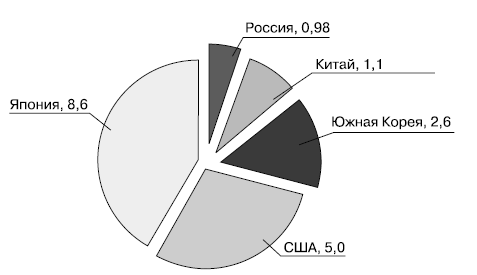 Россия, 0,98
Китай, 1,1
Южная Корея, 2,6
США, 5,0
Япония, 8,6